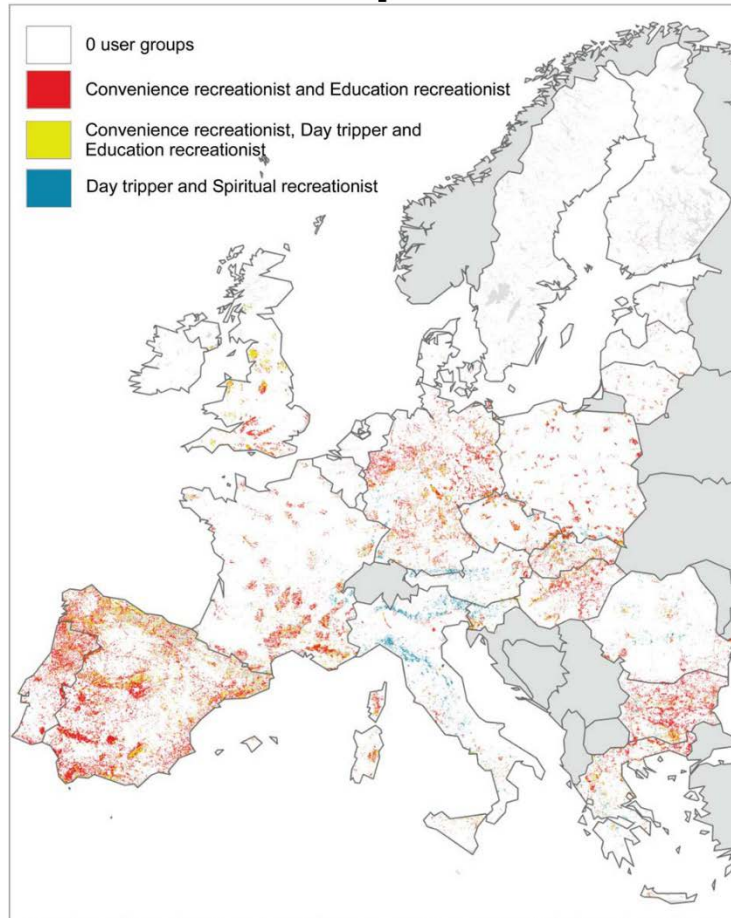 0 user groups
Convenience recreationist and Education recreationist
Convenience recreationist, Day tripper and
Education recreationist
Day tripper and Spiritual recreationist